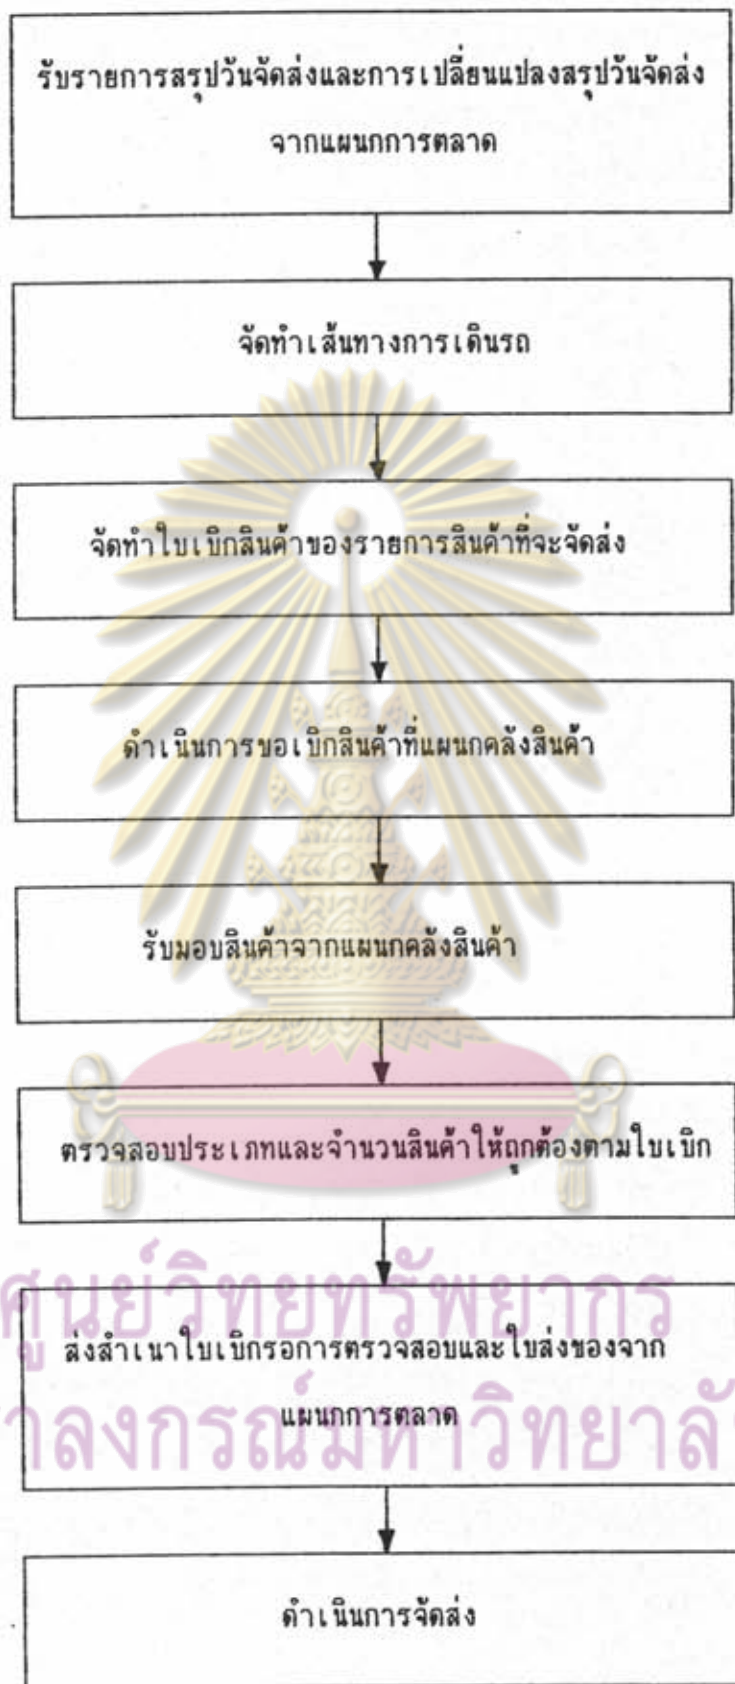 รับรายการสรุปวันจัดส่งและการเปลี่ยนแปลงสรุปวันจัดส่ง
จากแผนกการตลาด
จัดทำเส้นทางการเดินรถ
จัดทำใบเบิกสินค้าของรายการสินค้าที่จะจัดส่ง
ดำเนินการขอเบิกสินค้าที่แผนกคลังสินค้า
รับมอบสินค้าจากแผนกคลังสินค้า
ตรวจสอบประเภทและจำนวนสินค้าให้ถูกต้องตามใบเบิก
ศูนย์วิทยทรัพยากร
ส่งสำเนาใบเบิกรอการตรวจสอบและใบส่งของจาก
แผนกการตลาด
าลงกรณ์มหาวิทยาลั
ดำเนินการจัดส่ง